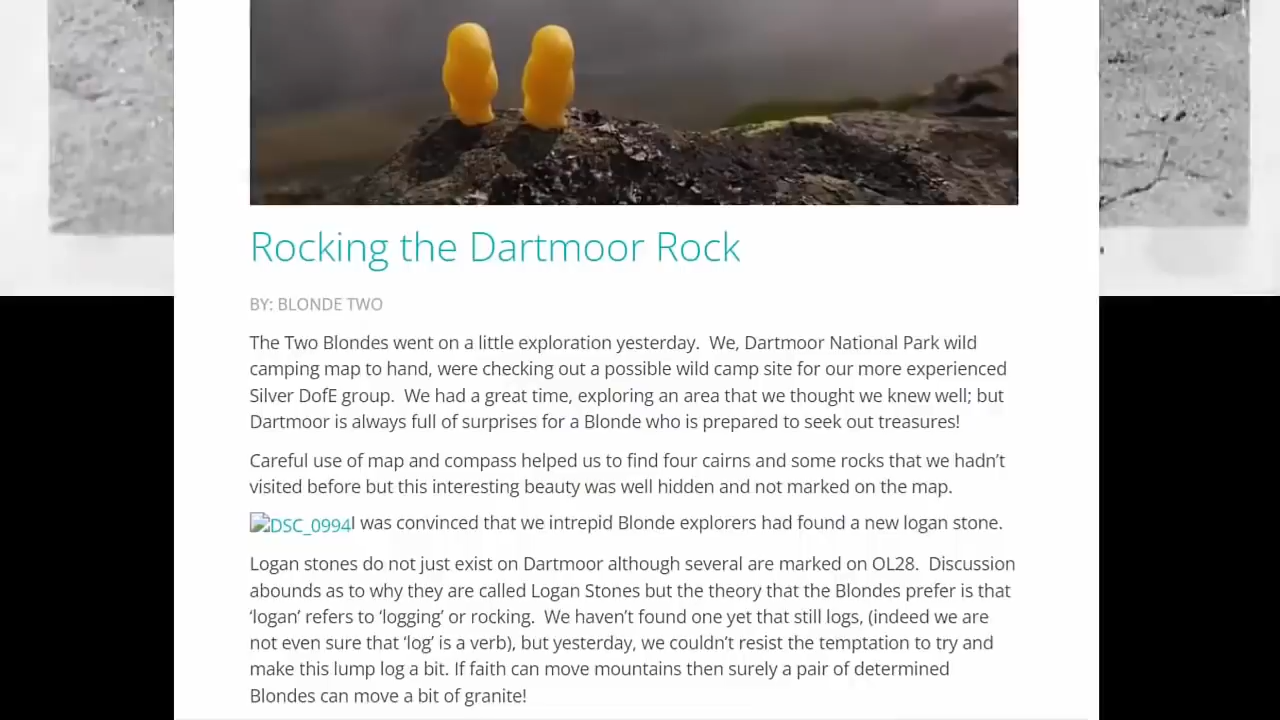 Rocking the Dartmoor Rock
BY: BLONDE TWO
The Two Blondes went on a little exploration yesterday.  We, Dartmoor National Park wild
camping map to hand, were checking out a possible wild camp site for our more experienced
Silver DofE group.  We had a great time, exploring an area that we thought we knew well; but
Dartmoor is always full of surprises for a Blonde who is prepared to seek out treasures!
Careful use of map and compass helped us to find four cairns and some rocks that we hadn’t
visited before but this interesting beauty was well hidden and not marked on the map.
DSC_0994I was convinced that we intrepid Blonde explorers had found a new logan stone.
Logan stones do not just exist on Dartmoor although several are marked on OL28.  Discussion
abounds as to why they are called Logan Stones but the theory that the Blondes prefer is that
‘logan’ refers to ‘logging’ or rocking.  We haven’t found one yet that still logs, (indeed we are
not even sure that ‘log’ is a verb), but yesterday, we couldn’t resist the temptation to try and
make this lump log a bit. If faith can move mountains then surely a pair of determined
Blondes can move a bit of granite!